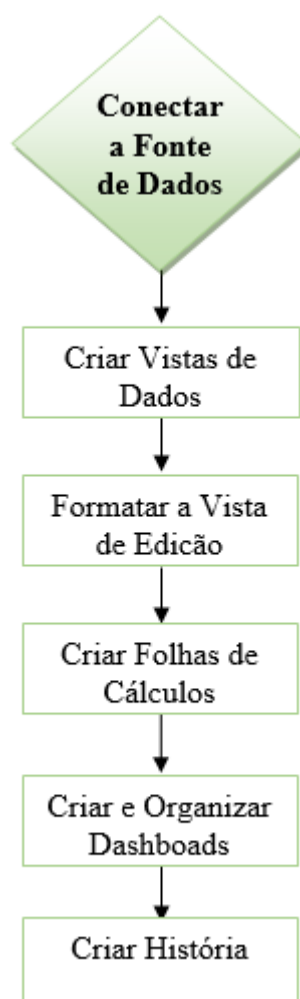 Conectar
a Fonte
de Dados
Criar Vistas de
Dados
Formatar a Vista
de Edicão
Criar Folhas de
Cálculos
Criar e Organizar
Dashboads
Criar História